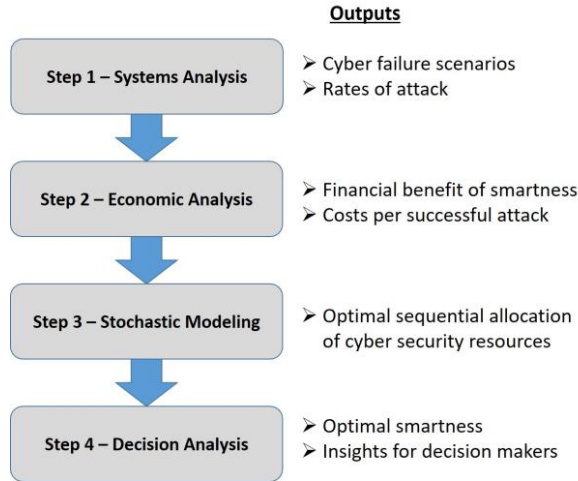 Outputs
Step 1 – Systems Analysis
➢ Cyber failure scenarios
➢ Rates of attack
Step 2 – Economic Analysis
➢ Financial benefit of smartness
➢ Costs per successful attack
Step 3 – Stochastic Modeling
➢ Optimal sequential allocation
of cyber security resources
Step 4 – Decision Analysis
➢ Optimal smartness
➢ Insights for decision makers